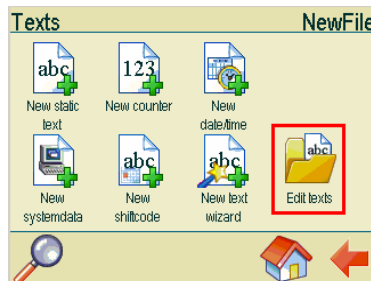 Texts NewFile
abc 123
New static text New counter New date/time
abc abc abc
New systemdata New shiftcode New text wizard Edit texts